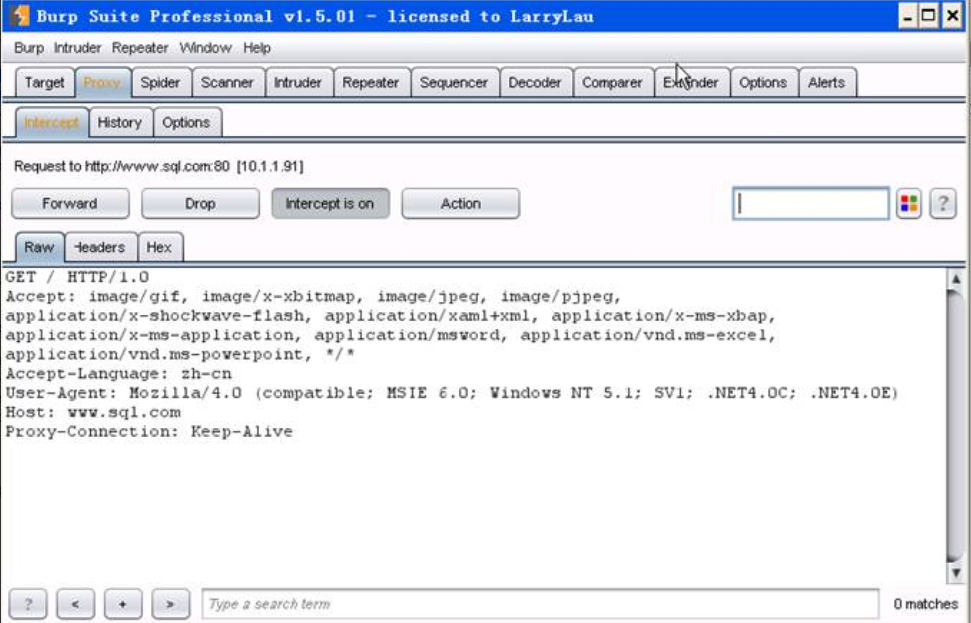 Burp Suite Professional v1.5.01 - licensed to LarryLau
Burp Intruder Repeater Window Help
Target Proxy Spider Scanner Intruder Repeater Sequencer Decoder Comparer Extender Options Alerts
Intercept History Options
Request to http://www.sql.com:80 [10.1.1.91]
Forward Drop Intercept is on Action ?
Raw Headers Hex
GET / HTTP/1.0
Accept: image/gif, image/x-xbitmap, image/jpeg, image/pjpeg,
application/x-shockwave-flash, application/xaml+xml, application/x-ms-xbap,
application/x-ms-application, application/msword, application/vnd.ms-excel,
application/vnd.ms-powerpoint, */*
Accept-Language: zh-cn
User-Agent: Mozilla/4.0 (compatible; MSIE 6.0; Windows NT 5.1; SV1; .NET4.0C; .NET4.0E)
Host: www.sql.com
Proxy-Connection: Keep-Alive
? < + > Type a search term 0 matches